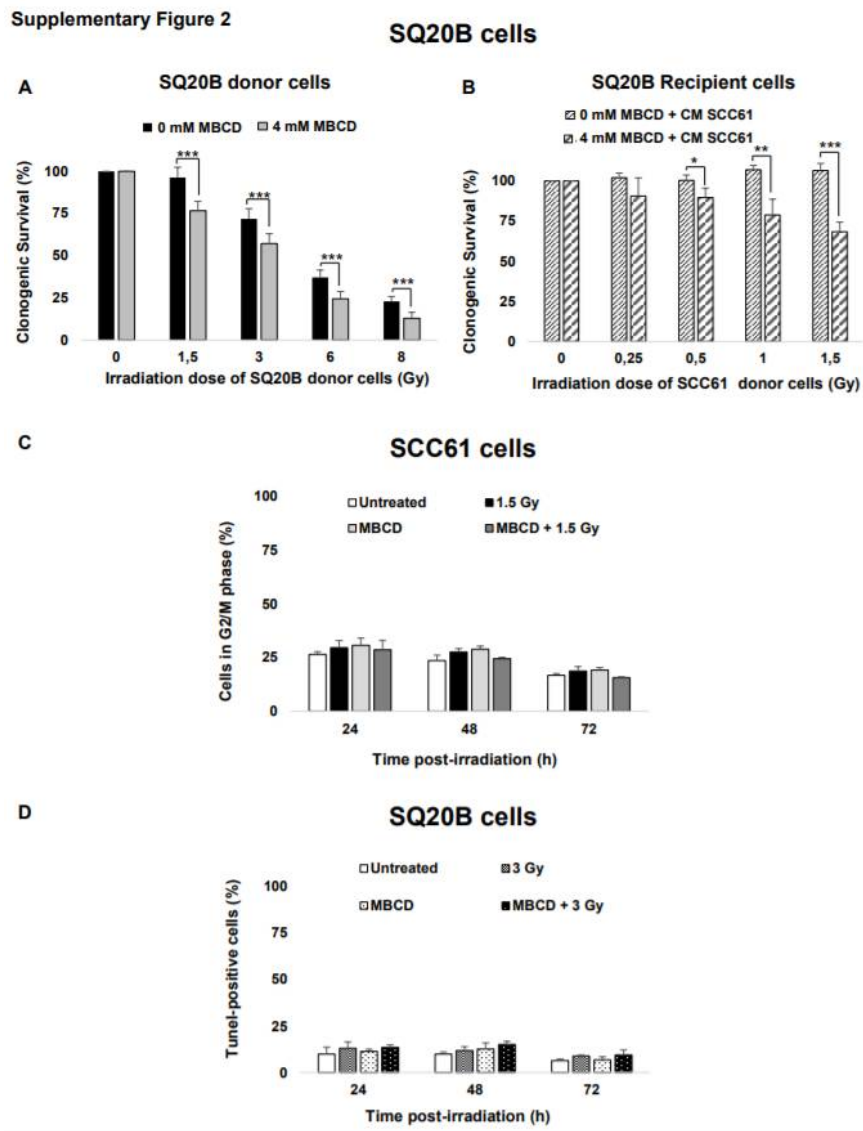 Supplementary Figure 2
SQ20B cells
A
SQ20B donor cells
0 mM MBCD
4 mM MBCD
Clonogenic Survival (%)
100
75
50
25
0
***
***
***
***
0
1,5
3
6
8
Irradiation dose of SQ20B donor cells (Gy)
B
SQ20B Recipient cells
0 mM MBCD + CM SCC61
4 mM MBCD + CM SCC61
Clonogenic Survival (%)
100
75
50
25
0
*
**
***
0
0,25
0,5
1
1,5
Irradiation dose of SCC61 donor cells (Gy)
C
SCC61 cells
Untreated
1.5 Gy
MBCD
MBCD + 1.5 Gy
Cells in G2/M phase (%)
100
75
50
25
0
24
48
72
Time post-irradiation (h)
D
SQ20B cells
Untreated
3 Gy
MBCD
MBCD + 3 Gy
Tunel-positive cells (%)
100
75
50
25
0
24
48
72
Time post-irradiation (h)